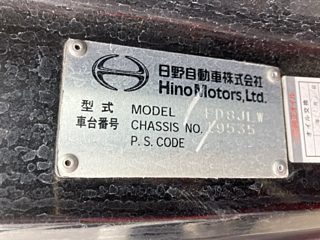 日野自動車株式会社
Hino Motors, Ltd.
型式 MODEL FD8JLW
車台番号 CHASSIS NO. 19535
P.S. CODE